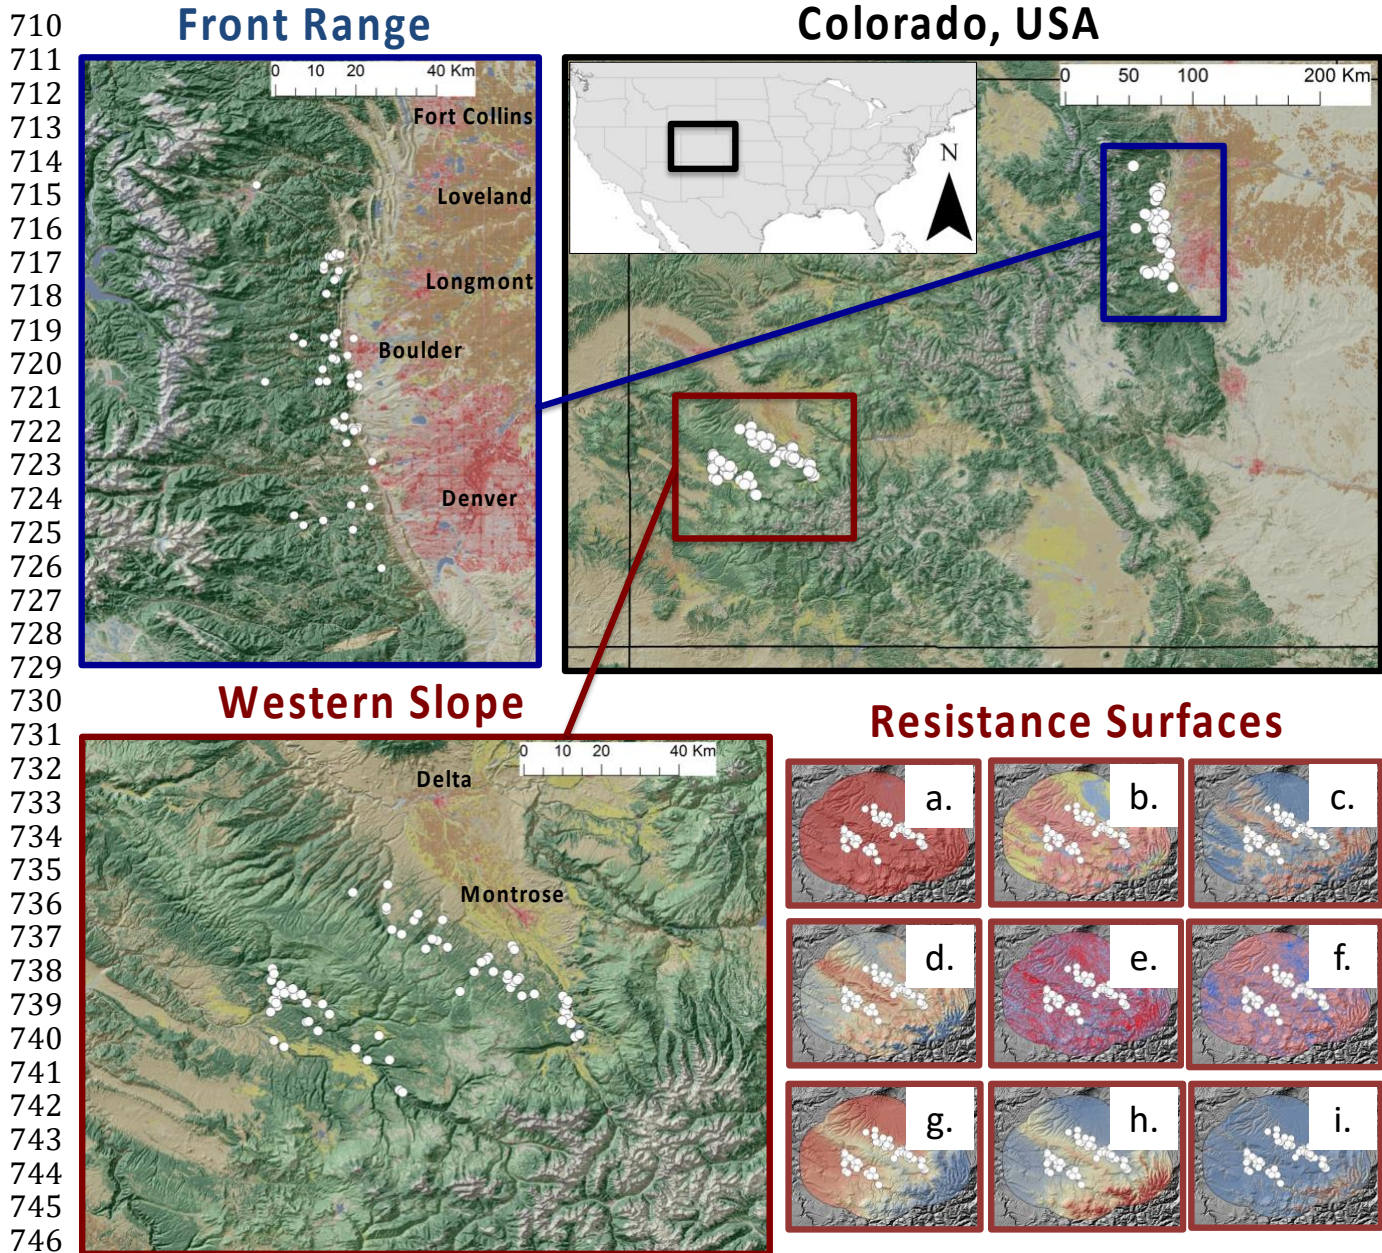 710
711
712
713
714
715
716
717
718
719
720
721
722
723
724
725
726
727
728
729
730
731
732
733
734
735
736
737
738
739
740
741
742
743
744
745
746
Front Range
0 10 20 40 Km
Fort Collins
Loveland
Longmont
Boulder
Denver
Colorado, USA
N
0 50 100 200 Km
Western Slope
0 10 20 40 Km
Delta
Montrose
Resistance Surfaces
a. b. c.
d. e. f.
g. h. i.